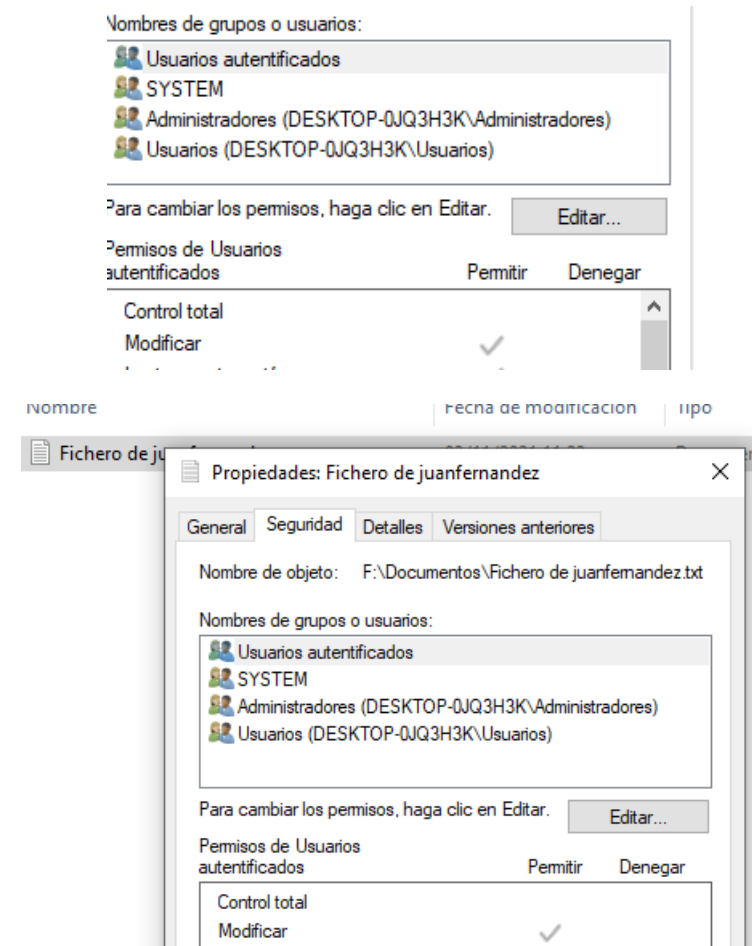 Nombres de grupos o usuarios:
Usuarios autentificados
SYSTEM
Administradores (DESKTOP-0JQ3H3K\Administradores)
Usuarios (DESKTOP-0JQ3H3K\Usuarios)
Para cambiar los permisos, haga clic en Editar.
Editar...
Permisos de Usuarios
autentificados Permitir Denegar
Control total
Modificar
Nombre Fecha de modificación Tipo
Fichero de
Propiedades: Fichero de juanfernandez
General Seguridad Detalles Versiones anteriores
Nombre de objeto: F:\Documentos\Fichero de juanfernandez.txt
Nombres de grupos o usuarios:
Usuarios autentificados
SYSTEM
Administradores (DESKTOP-0JQ3H3K\Administradores)
Usuarios (DESKTOP-0JQ3H3K\Usuarios)
Para cambiar los permisos, haga clic en Editar.
Editar...
Permisos de Usuarios
autentificados Permitir Denegar
Control total
Modificar